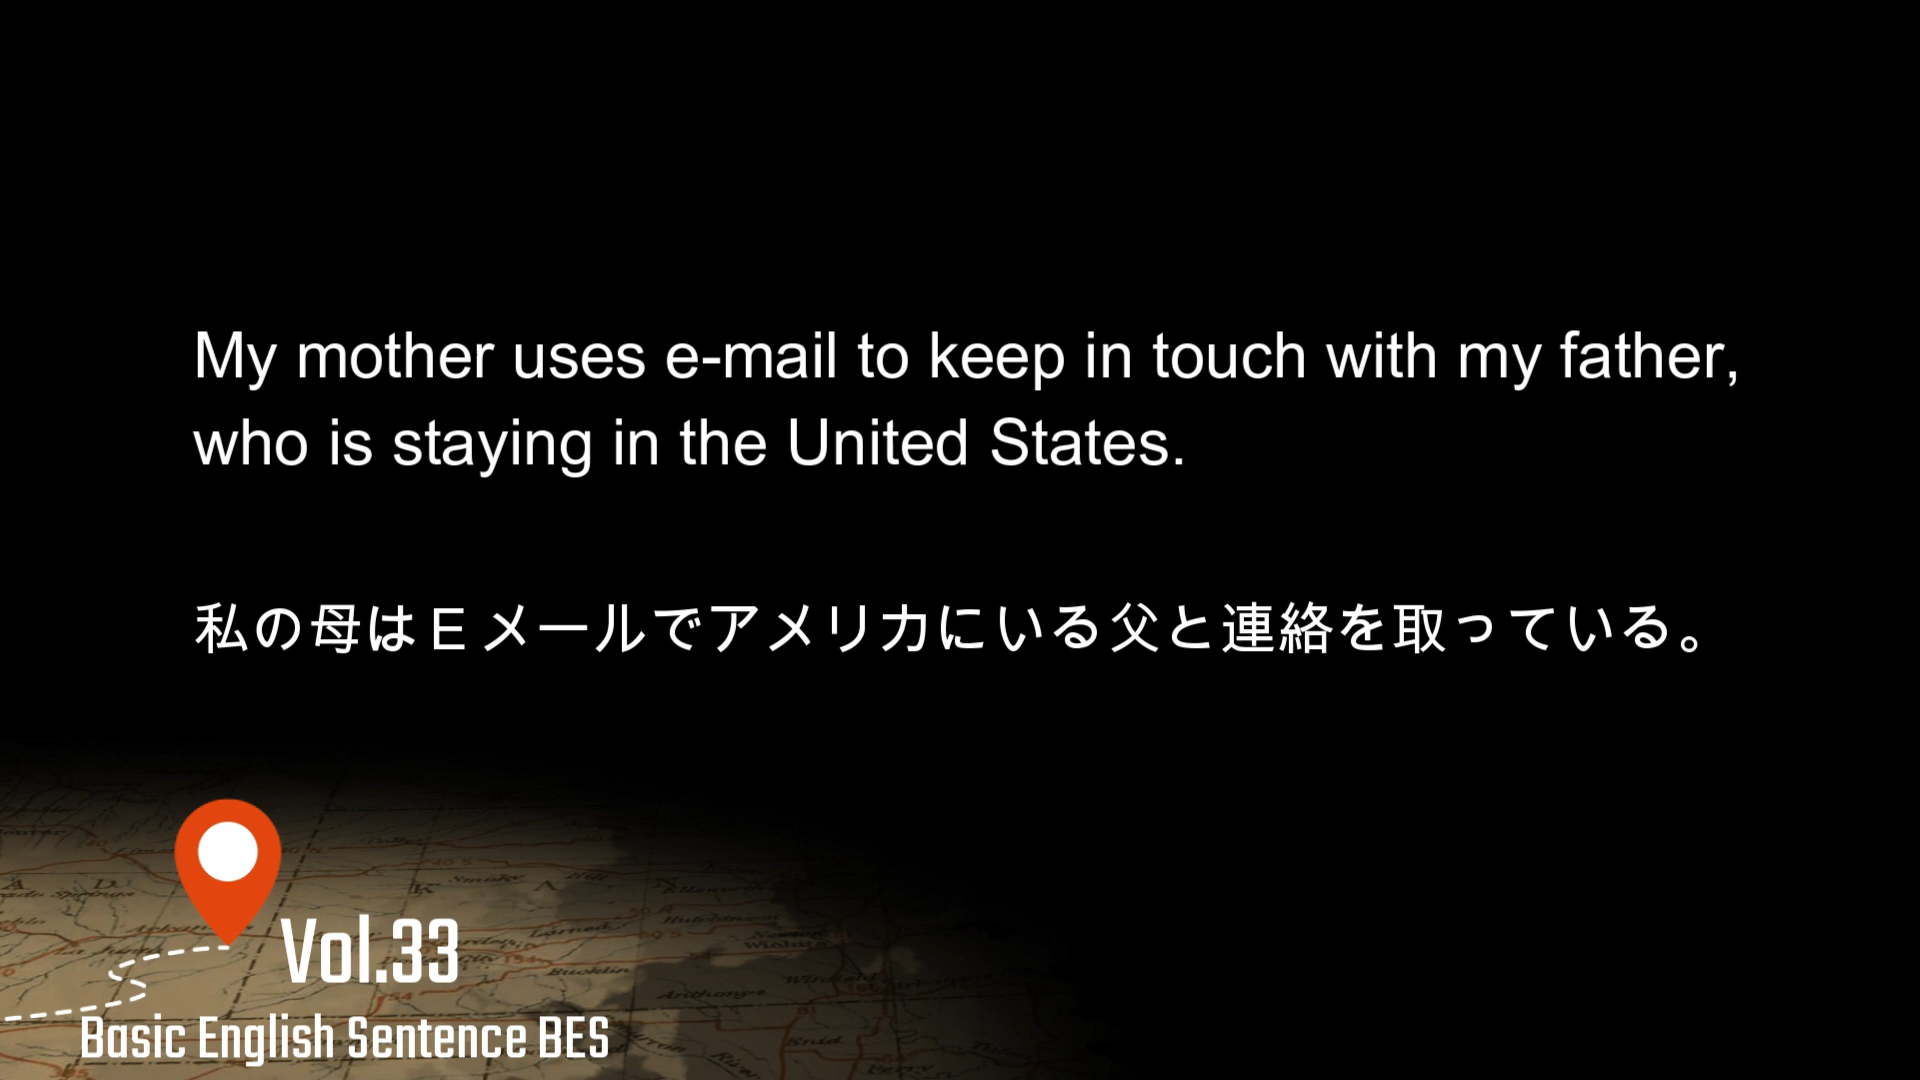 My mother uses e-mail to keep in touch with my father,
who is staying in the United States.
私の母はEメールでアメリカにいる父と連絡を取っている。
Vol.33
Basic English Sentence BES